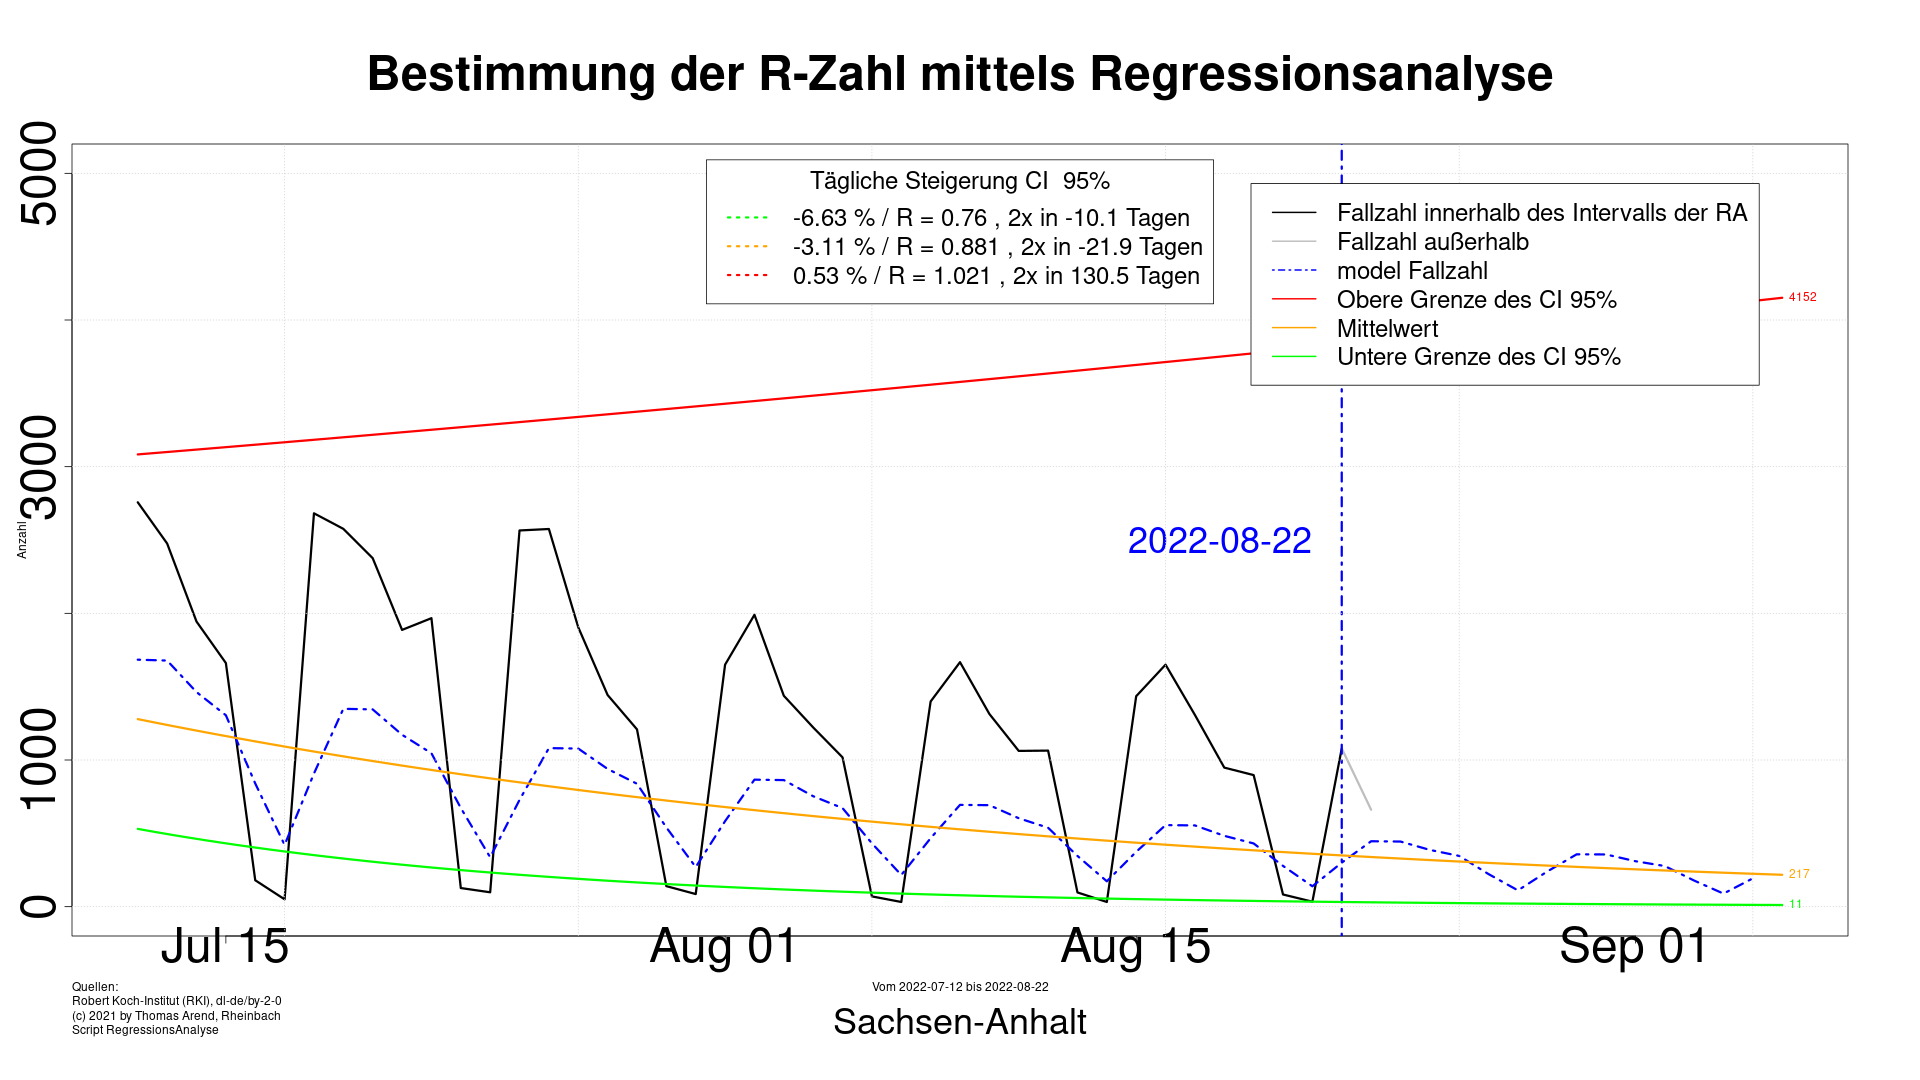 Bestimmung der R-Zahl mittels Regressionsanalyse
Tägliche Steigerung CI  95%
-6.63 % / R = 0.76 , 2x in -10.1 Tagen
-3.11 % / R = 0.881 , 2x in -21.9 Tagen
0.53 % / R = 1.021 , 2x in 130.5 Tagen
Fallzahl innerhalb des Intervalls der RA
Fallzahl außerhalb
model Fallzahl
Obere Grenze des CI 95%
Mittelwert
Untere Grenze des CI 95%
5000
3000
1000
0
Anzahl
4152
2022-08-22
217
11
Jul 15
Aug 01
Aug 15
Sep 01
Vom 2022-07-12 bis 2022-08-22
Sachsen-Anhalt
Quellen:
Robert Koch-Institut (RKI), dl-de/by-2-0
(c) 2021 by Thomas Arend, Rheinbach
Script RegressionsAnalyse